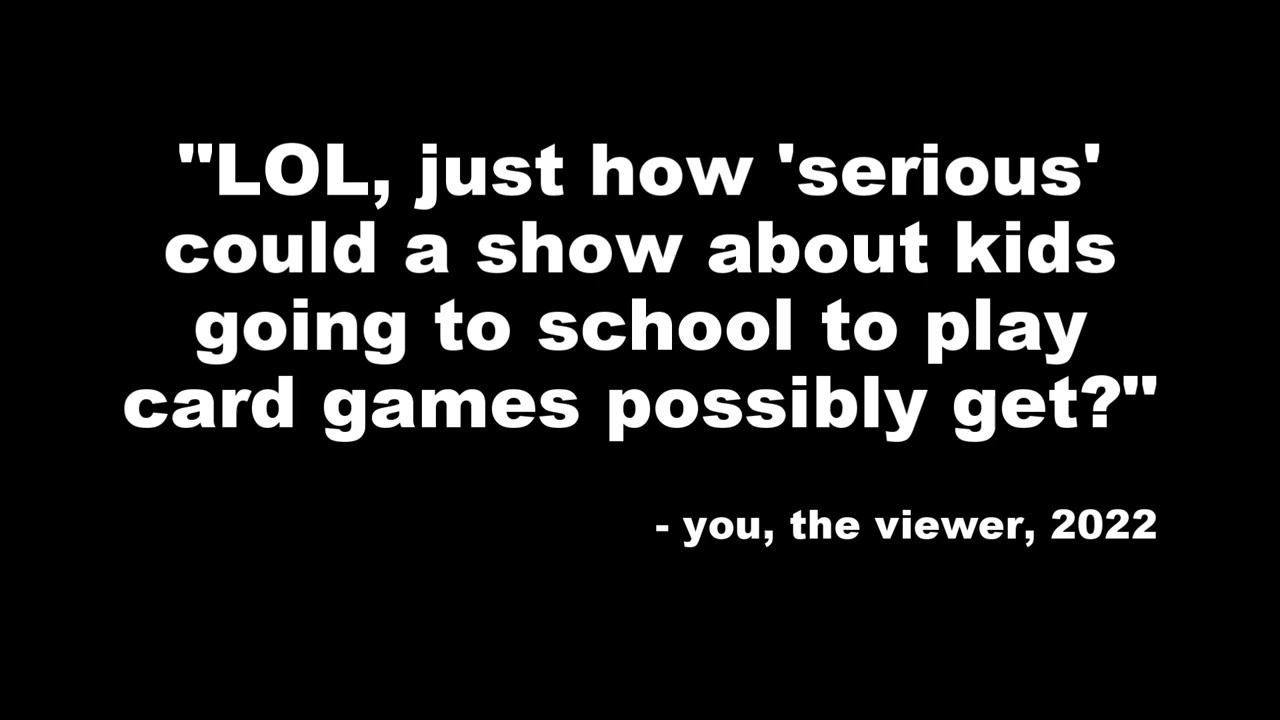 "LOL, just how 'serious'
could a show about kids
going to school to play
card games possibly get?"
- you, the viewer, 2022